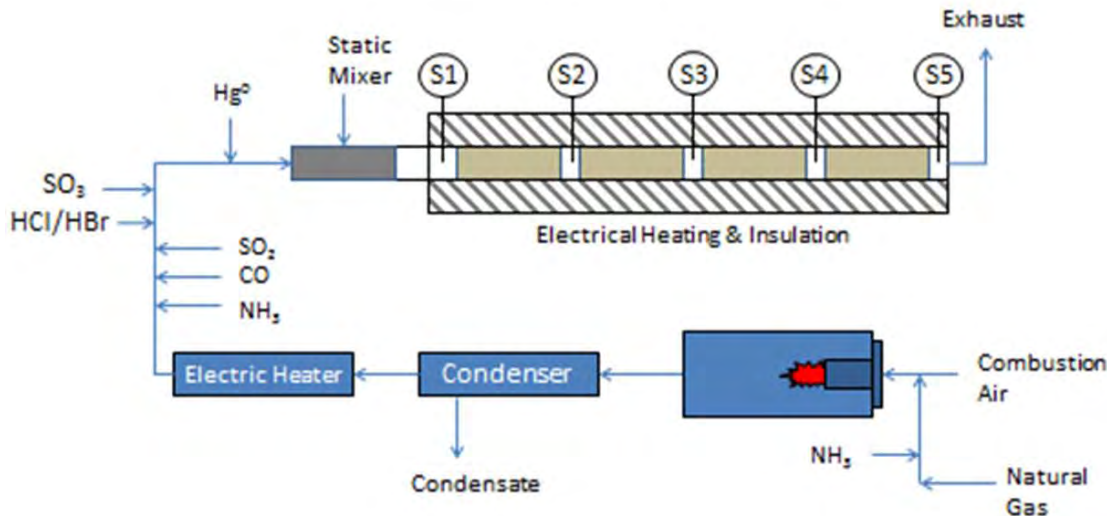 Exhaust
Static
Mixer
S1
S2
S3
S4
S5
Hg⁰
SO₃
HCl/HBr
Electrical Heating & Insulation
SO₂
CO
NH₃
Electric Heater
Condenser
Combustion
Air
NH₃
Condensate
Natural
Gas